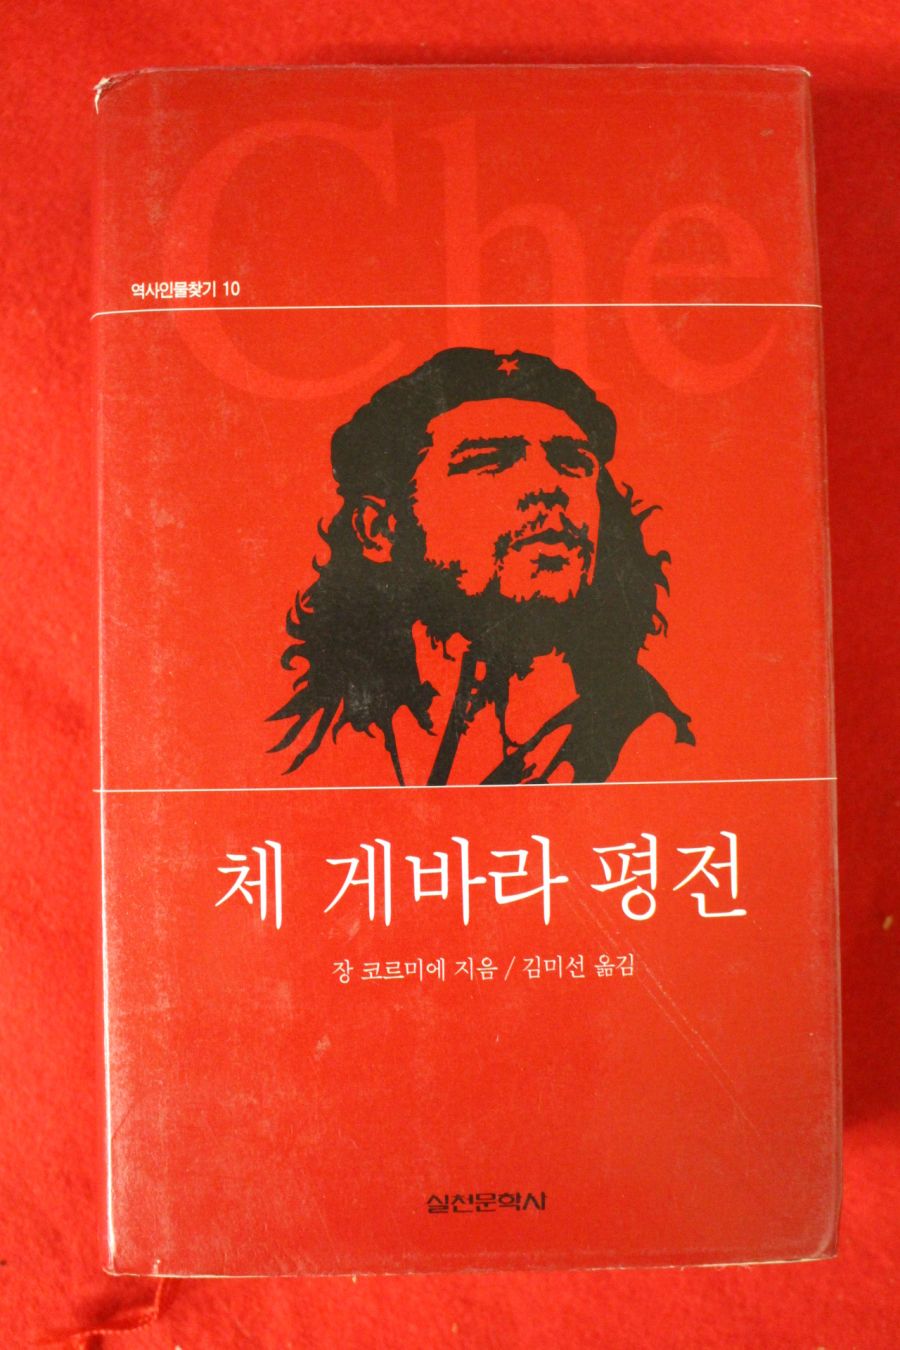 Che
역사인물찾기 10
체 게바라 평전
장 코르미에 지음 / 김미선 옮김
실천문학사